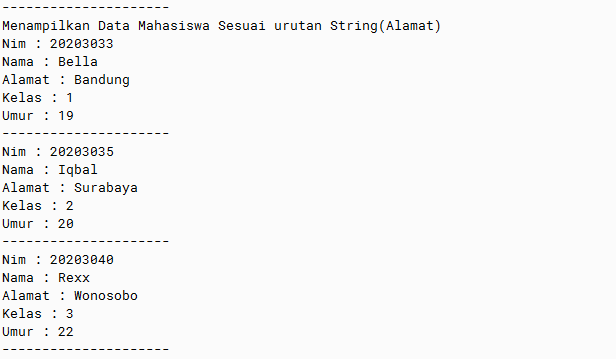 ---------------------
Menampilkan Data Mahasiswa Sesuai urutan String(Alamat)
Nim : 20203033
Nama : Bella
Alamat : Bandung
Kelas : 1
Umur : 19
---------------------
Nim : 20203035
Nama : Iqbal
Alamat : Surabaya
Kelas : 2
Umur : 20
---------------------
Nim : 20203040
Nama : Rexx
Alamat : Wonosobo
Kelas : 3
Umur : 22
---------------------